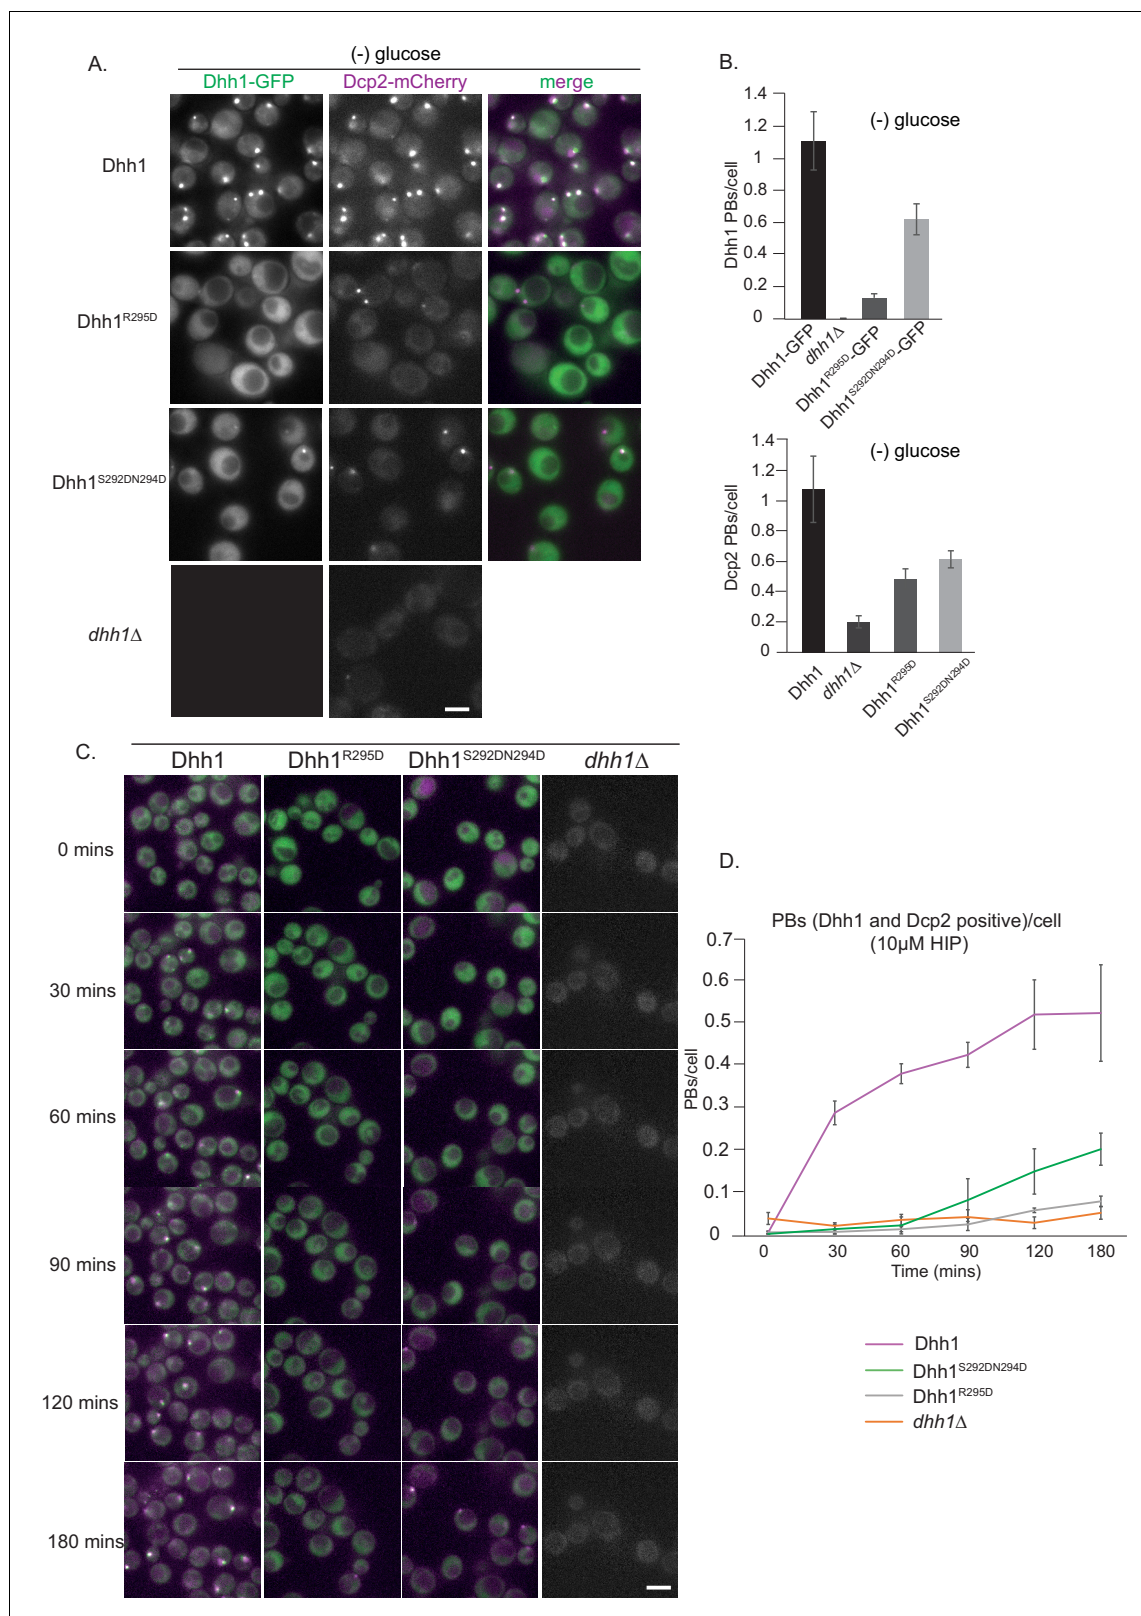 A.
(-) glucose
Dhh1-GFP Dcp2-mCherry merge
Dhh1
Dhh1R295D
Dhh1S292DN294D
dhh1Δ
B.
1.4
1.2
1
0.8
0.6
0.4
0.2
0
Dhh1 PBs/cell
(-) glucose
Dhh1-GFP
dhh1Δ
Dhh1R295D-GFP
Dhh1S292DN294D-GFP
1.4
1.2
1
0.8
0.6
0.4
0.2
0
Dcp2 PBs/cell
(-) glucose
Dhh1
dhh1Δ
Dhh1R295D
Dhh1S292DN294D
C.
Dhh1 Dhh1R295D Dhh1S292DN294D dhh1Δ
0 mins
30 mins
60 mins
90 mins
120 mins
180 mins
D.
PBs (Dhh1 and Dcp2 positive)/cell
(10µM HIP)
0.7
0.6
0.5
0.4
0.3
0.2
0.1
0
PBs/cell
0 30 60 90 120 180
Time (mins)
Dhh1
Dhh1S292DN294D
Dhh1R295D
dhh1Δ